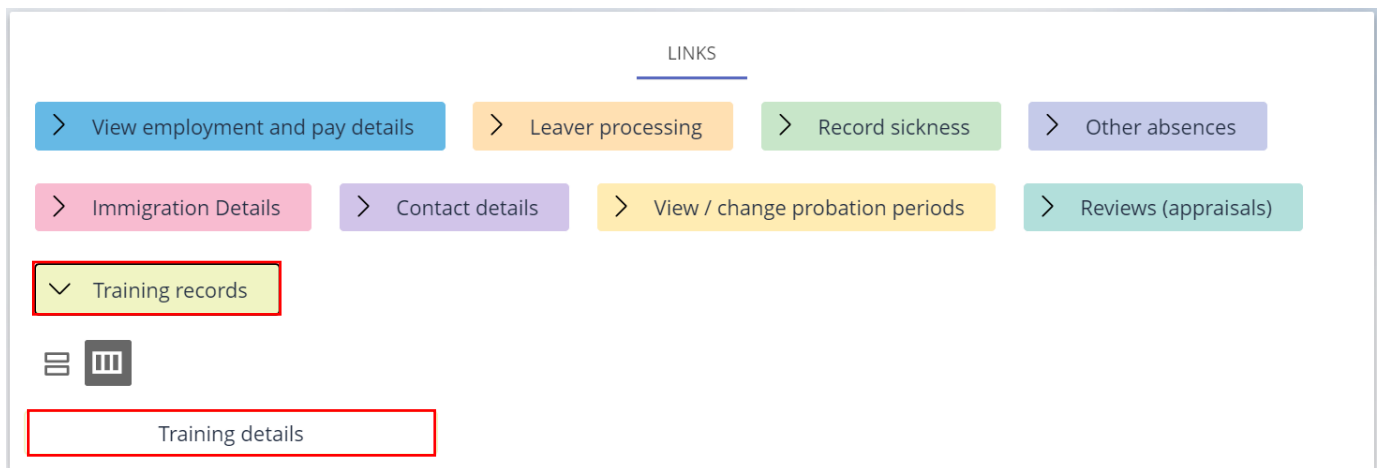 LINKS
View employment and pay details
Leaver processing
Record sickness
Other absences
Immigration Details
Contact details
View / change probation periods
Reviews (appraisals)
Training records
Training details